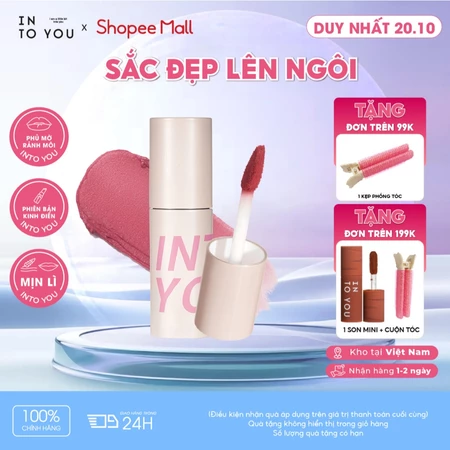 IN
TO YOU
x Shopee Mall
DUY NHẤT 20.10
SẮC ĐẸP LÊN NGÔI
PHỦ MỜ
RÃNH MÔI
INTO YOU
PHIÊN BẢN
KINH ĐIỂN
INTO YOU
MỊN LÌ
INTO YOU
INT
YO
TẶNG
ĐƠN TRÊN 99K
1 KẸP PHỒNG TÓC
TẶNG
ĐƠN TRÊN 199K
IN
TO YOU
1 SON MINI + CUỘN TÓC
Kho tại Việt Nam
Nhận hàng 1-2 ngày
100%
CHÍNH HÃNG
24H
(Điều kiện nhận quà áp dụng trên giá trị thanh toán cuối cùng)
Quà tặng không hiển thị trong giỏ hàng
Số lượng quà tặng có hạn